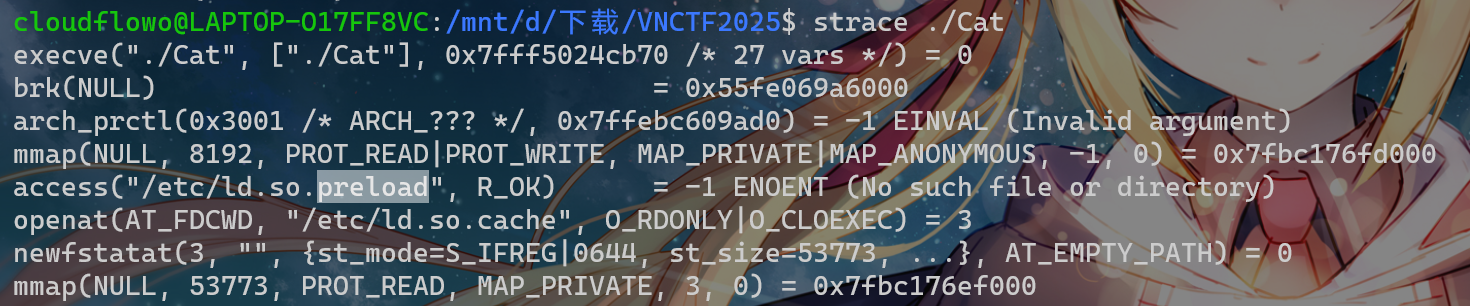 cloudflowo@LAPTOP-O17FF8VC:/mnt/d/下载/VNCTF2025$ strace ./Cat
execve("./Cat", ["./Cat"], 0x7fff5024cb70 /* 27 vars */) = 0
brk(NULL)                               = 0x55fe069a6000
arch_prctl(0x3001 /* ARCH_??? */, 0x7ffebc609ad0) = -1 EINVAL (Invalid argument)
mmap(NULL, 8192, PROT_READ|PROT_WRITE, MAP_PRIVATE|MAP_ANONYMOUS, -1, 0) = 0x7fbc176fd000
access("/etc/ld.so.preload", R_OK)      = -1 ENOENT (No such file or directory)
openat(AT_FDCWD, "/etc/ld.so.cache", O_RDONLY|O_CLOEXEC) = 3
newfstatat(3, "", {st_mode=S_IFREG|0644, st_size=53773, ...}, AT_EMPTY_PATH) = 0
mmap(NULL, 53773, PROT_READ, MAP_PRIVATE, 3, 0) = 0x7fbc176ef000